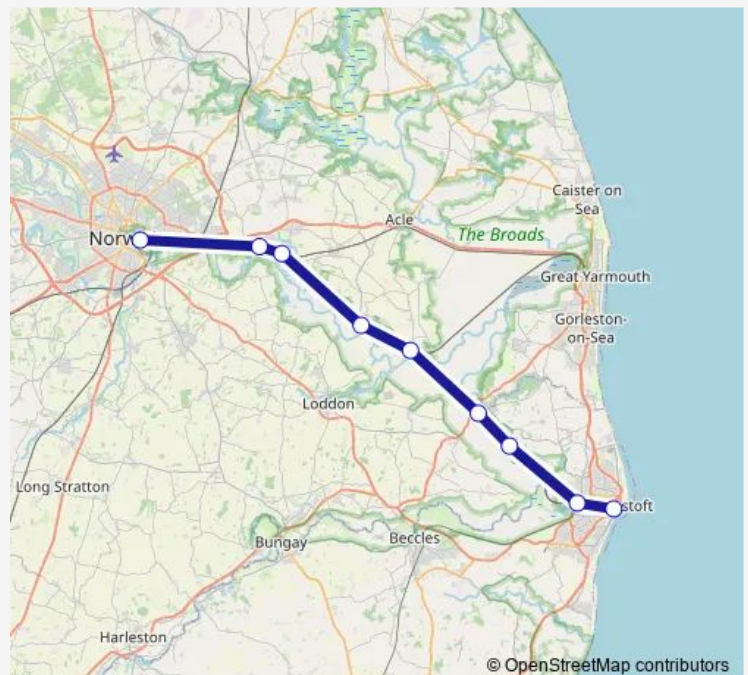 Caister on
Sea
Acle
Norw
The Broads
Great Yarmouth
Gorleston-
on-Sea
Loddon
Long Stratton
stoft
Bungay
Beccles
Harleston
© OpenStreetMap contributors